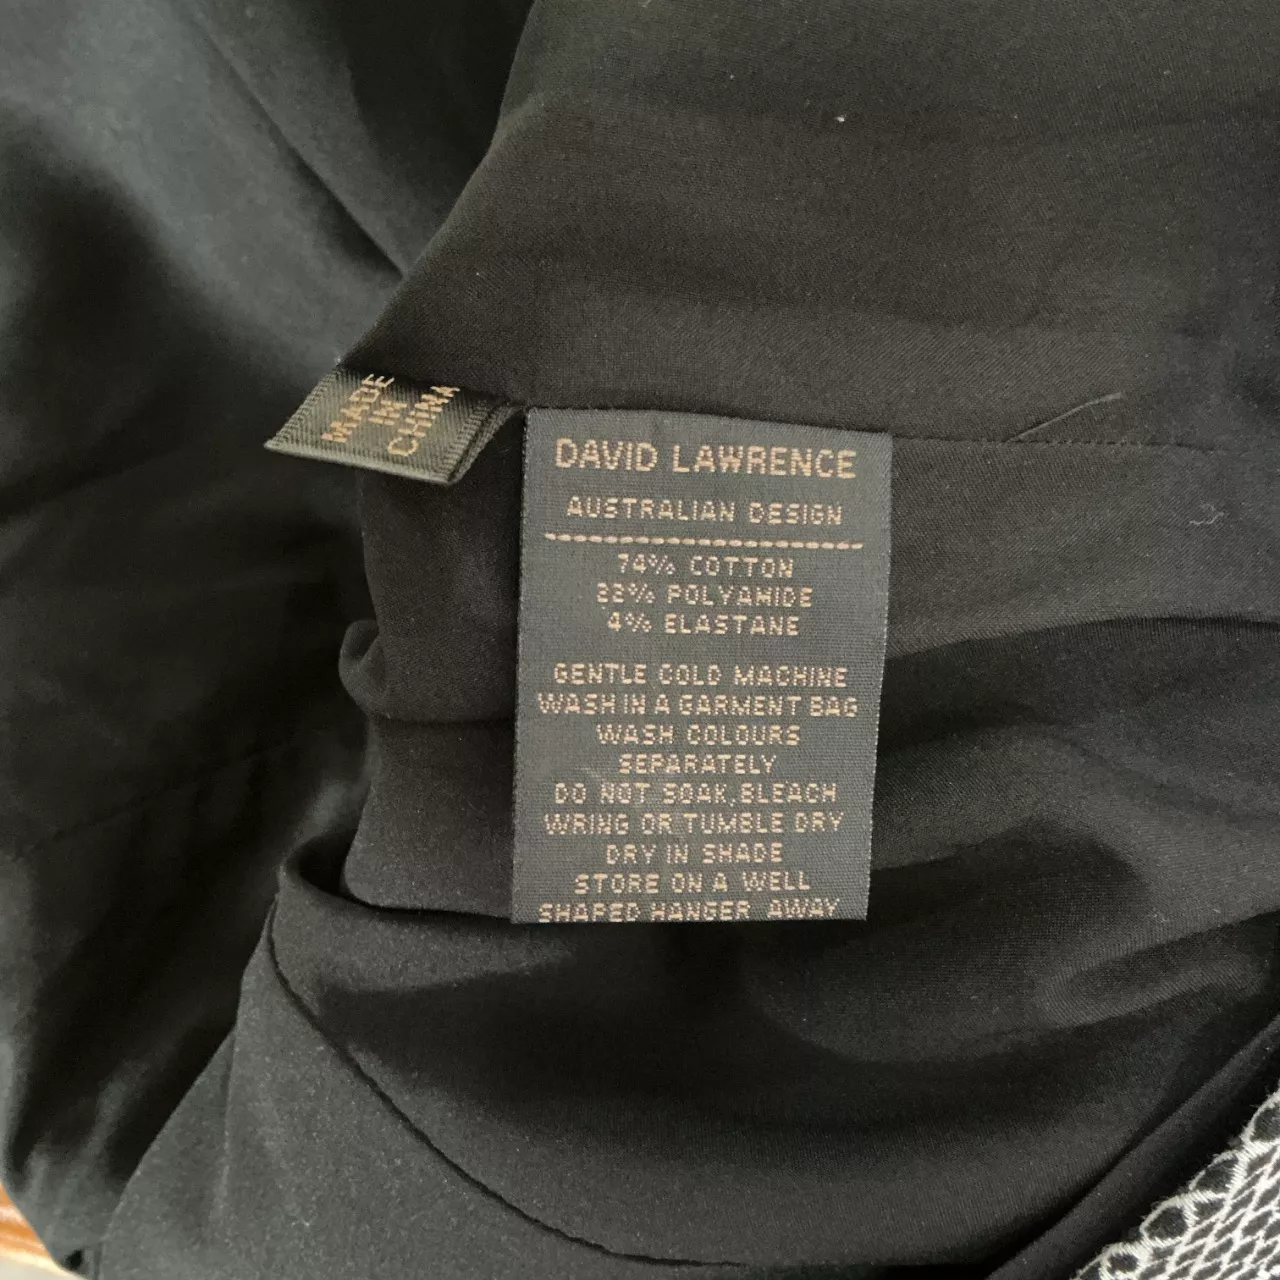 MADE
IN
CHINA
DAVID LAWRENCE
AUSTRALIAN DESIGN
74% COTTON
22% POLYAMIDE
4% ELASTANE
GENTLE COLD MACHINE
WASH IN A GARMENT BAG
WASH COLOURS
SEPARATELY
DO NOT SOAK, BLEACH
WRING OR TUMBLE DRY
DRY IN SHADE
STORE ON A WELL
SHAPED HANGER AWAY